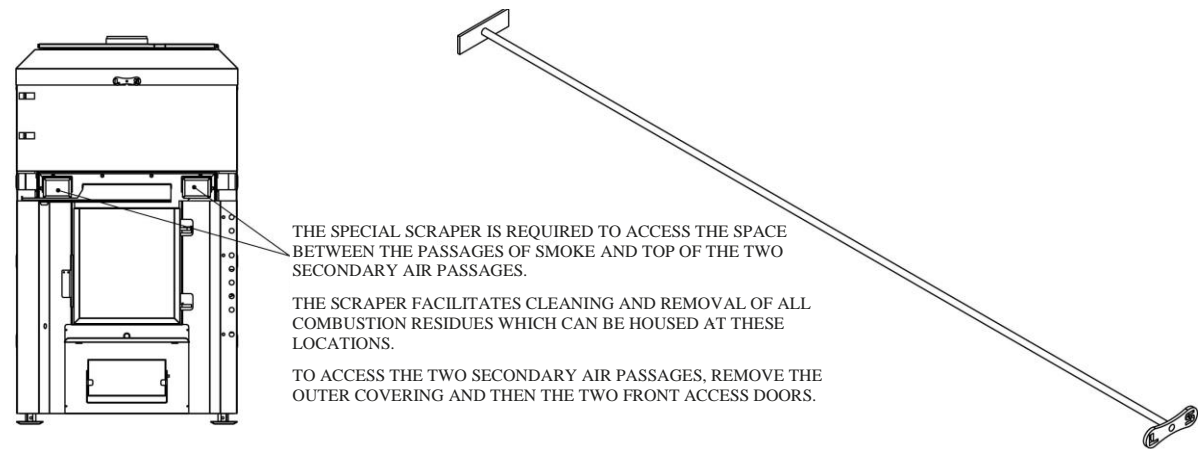 THE SPECIAL SCRAPER IS REQUIRED TO ACCESS THE SPACE
BETWEEN THE PASSAGES OF SMOKE AND TOP OF THE TWO
SECONDARY AIR PASSAGES.
THE SCRAPER FACILITATES CLEANING AND REMOVAL OF ALL
COMBUSTION RESIDUES WHICH CAN BE HOUSED AT THESE
LOCATIONS.
TO ACCESS THE TWO SECONDARY AIR PASSAGES, REMOVE THE
OUTER COVERING AND THEN THE TWO FRONT ACCESS DOORS.